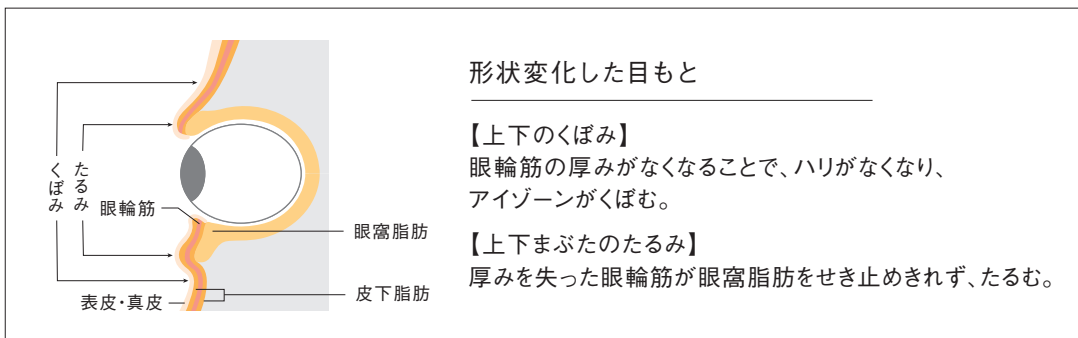 形状変化した目もと
【上下のくぼみ】
眼輪筋の厚みがなくなることで、ハリがなくなり、
アイゾーンがくぼむ。
【上下まぶたのたるみ】
厚みを失った眼輪筋が眼窩脂肪をせき止めきれず、たるむ。
くぼみ
たるみ
眼輪筋
眼窩脂肪
皮下脂肪
表皮・真皮